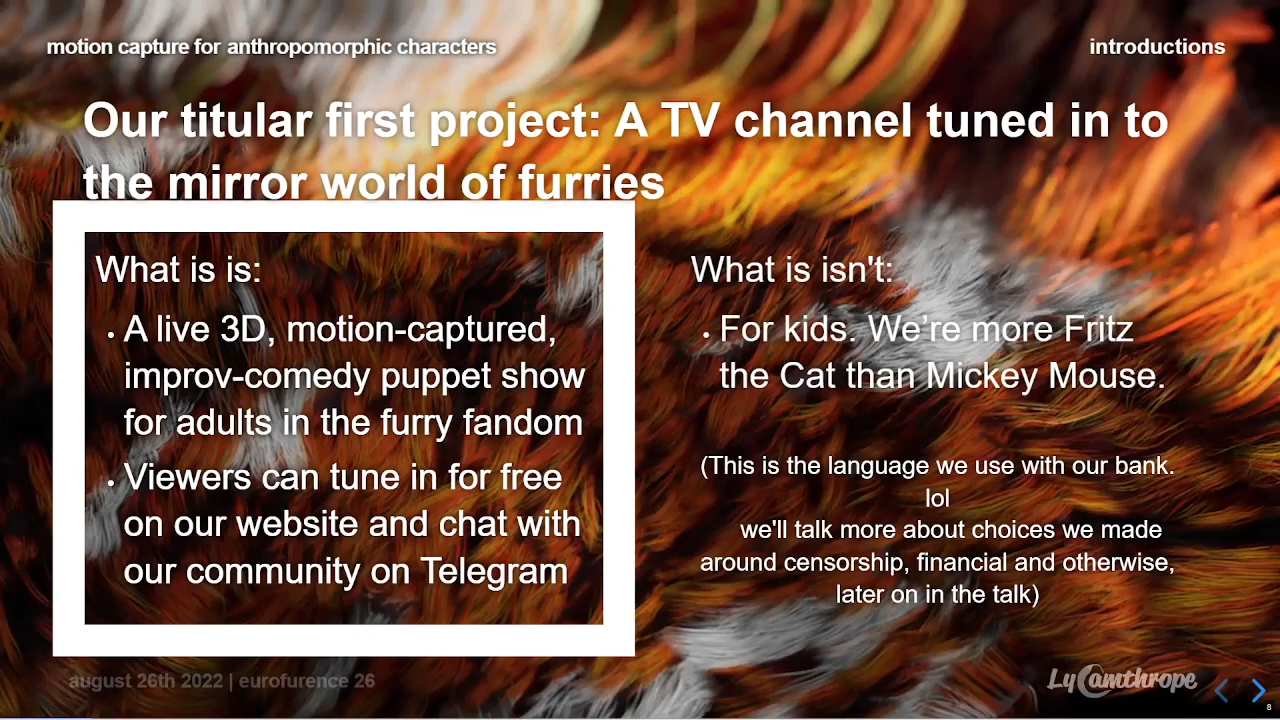 motion capture for anthropomorphic characters
introductions
Our titular first project: A TV channel tuned in to
the mirror world of furries
What is is:
• A live 3D, motion-captured,
improv-comedy puppet show
for adults in the furry fandom
• Viewers can tune in for free
on our website and chat with
our community on Telegram
What is isn't:
• For kids. We’re more Fritz
the Cat than Mickey Mouse.
(This is the language we use with our bank.
lol
we'll talk more about choices we made
around censorship, financial and otherwise,
later on in the talk)
august 26th 2022 | eurofurence 26
LyCamthrope
8